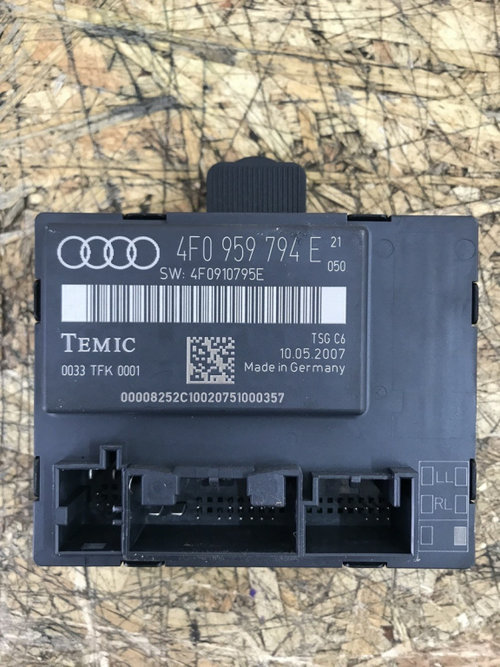 4F0 959 794 E 21
050
SW: 4F0910795E
TEMIC
TSG C6
10.05.2007
0033 TFK 0001
Made in Germany
00008252C10020751000357
LL
RL